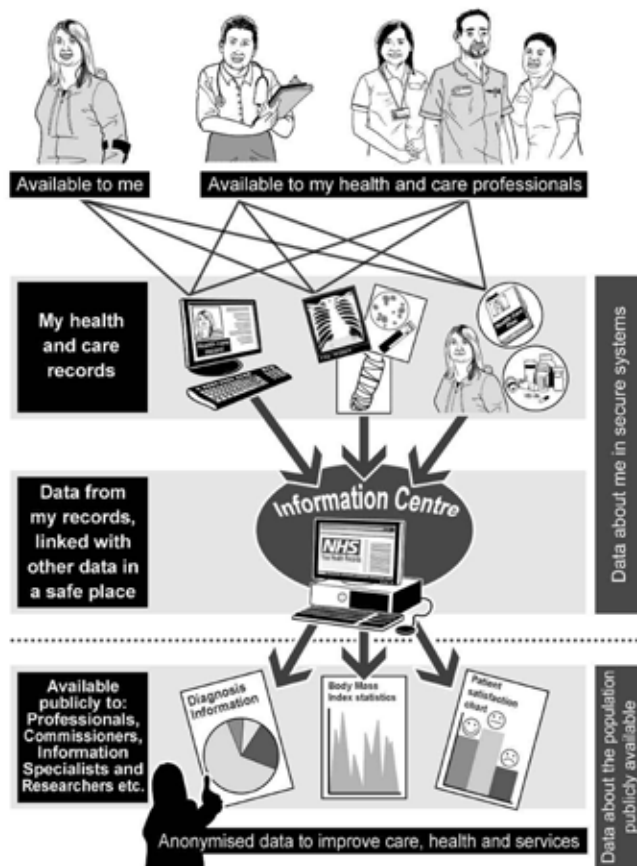 Available to me
Available to my health and care professionals
My health
and care
records
Data about me in secure systems
Data from
my records,
linked with
other data in
a safe place
Information Centre
NHS
Available
publicly to:
Professionals,
Commissioners,
Information
Specialists and
Researchers etc.
Diagnosis
Information
Body Mass
Index statistics
Patient
satisfaction
chart
Data about the population
publicly available
Anonymised data to improve care, health and services